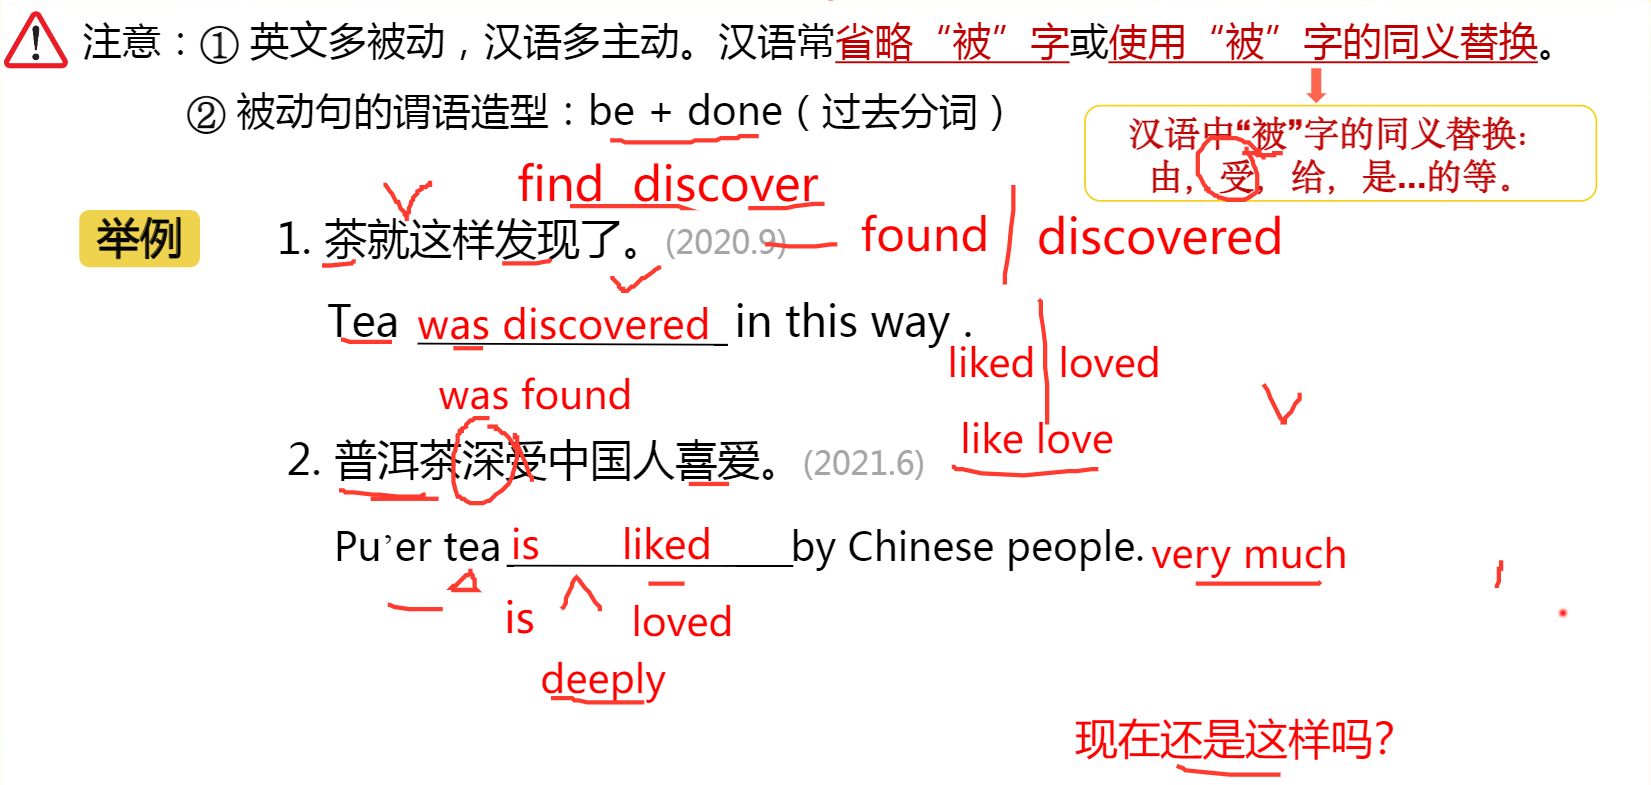 注意：① 英文多被动，汉语多主动。汉语常省略“被”字或使用“被”字的同义替换。
② 被动句的谓语造型：be + done（过去分词）
汉语中“被”字的同义替换：
由，受，给，是...的等。
find discover
举例
1. 茶就这样发现了。(2020.9)
found discovered
Tea was discovered in this way .
liked loved
was found
like love
2. 普洱茶深受中国人喜爱。(2021.6)
Pu’er tea is liked by Chinese people. very much
is loved
deeply
现在还是这样吗?